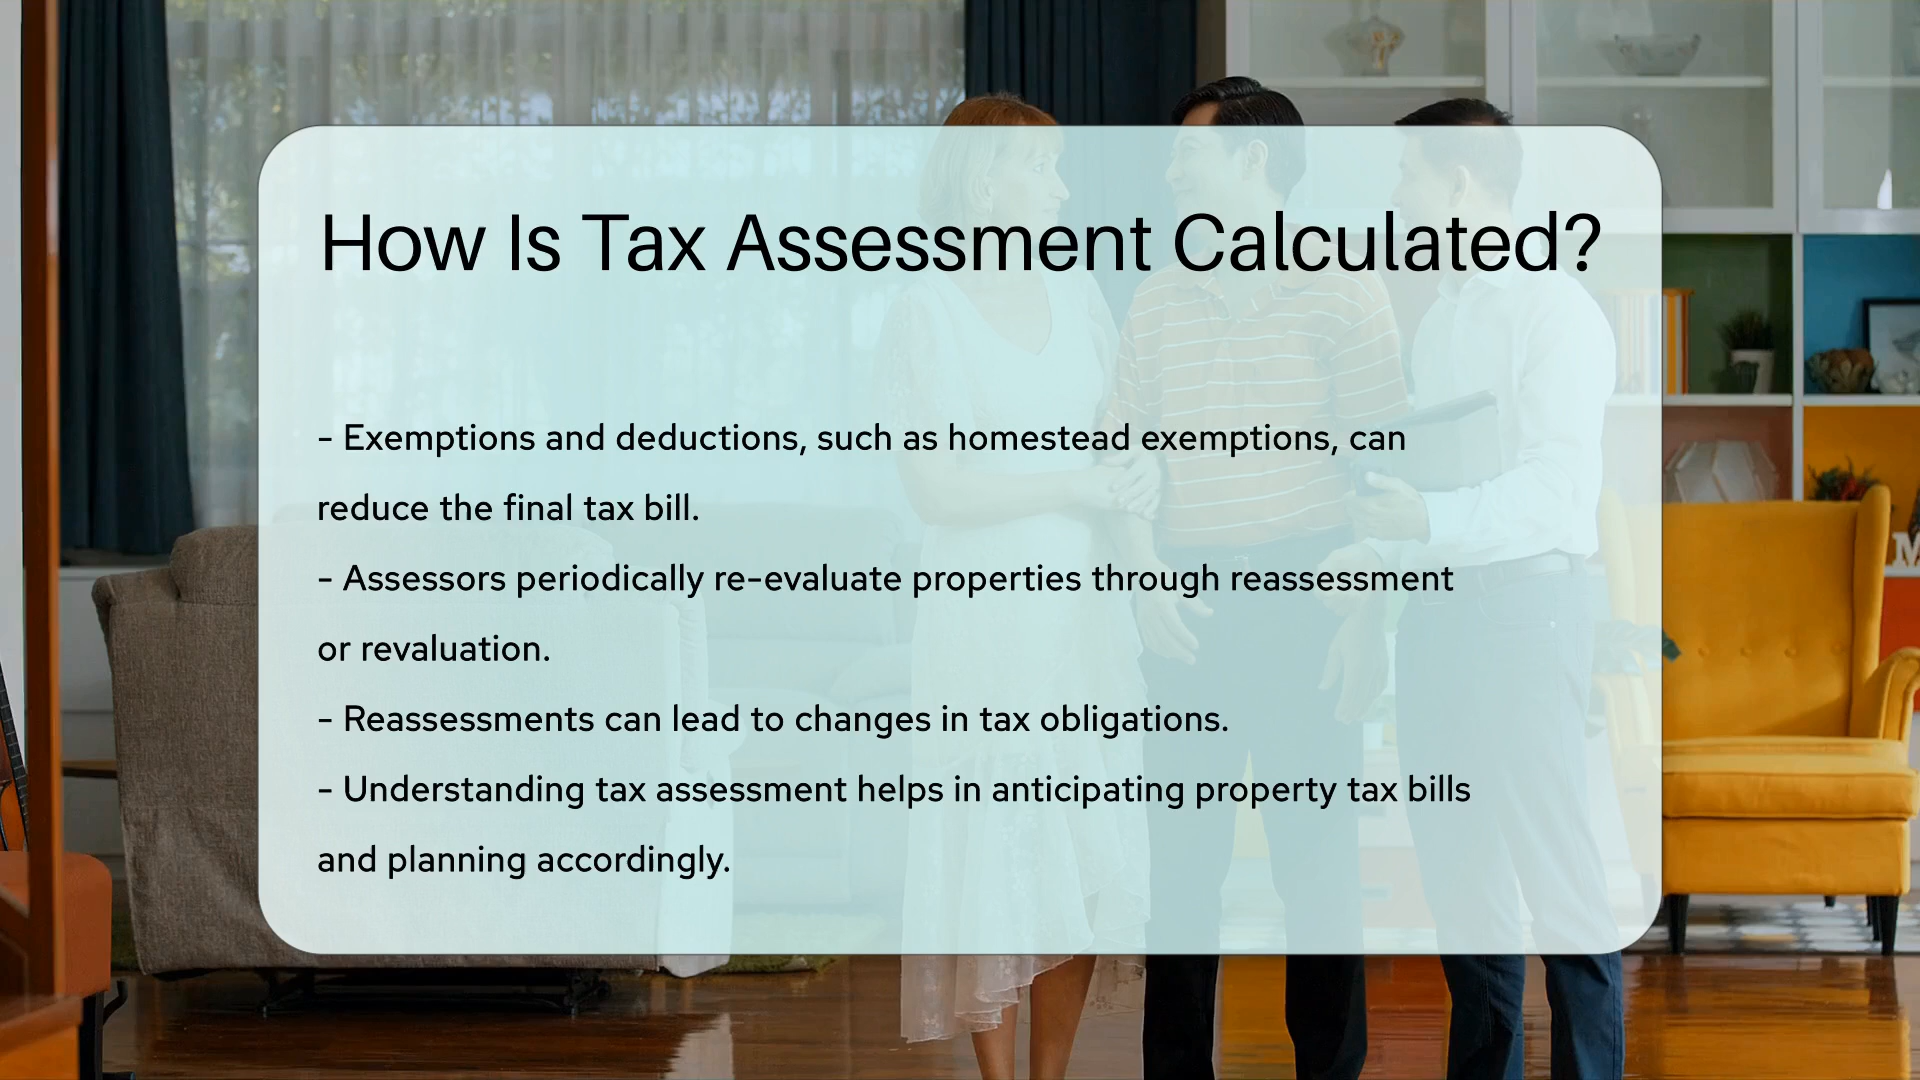 How Is Tax Assessment Calculated?
- Exemptions and deductions, such as homestead exemptions, can
reduce the final tax bill.
- Assessors periodically re-evaluate properties through reassessment
or revaluation.
- Reassessments can lead to changes in tax obligations.
- Understanding tax assessment helps in anticipating property tax bills
and planning accordingly.
M